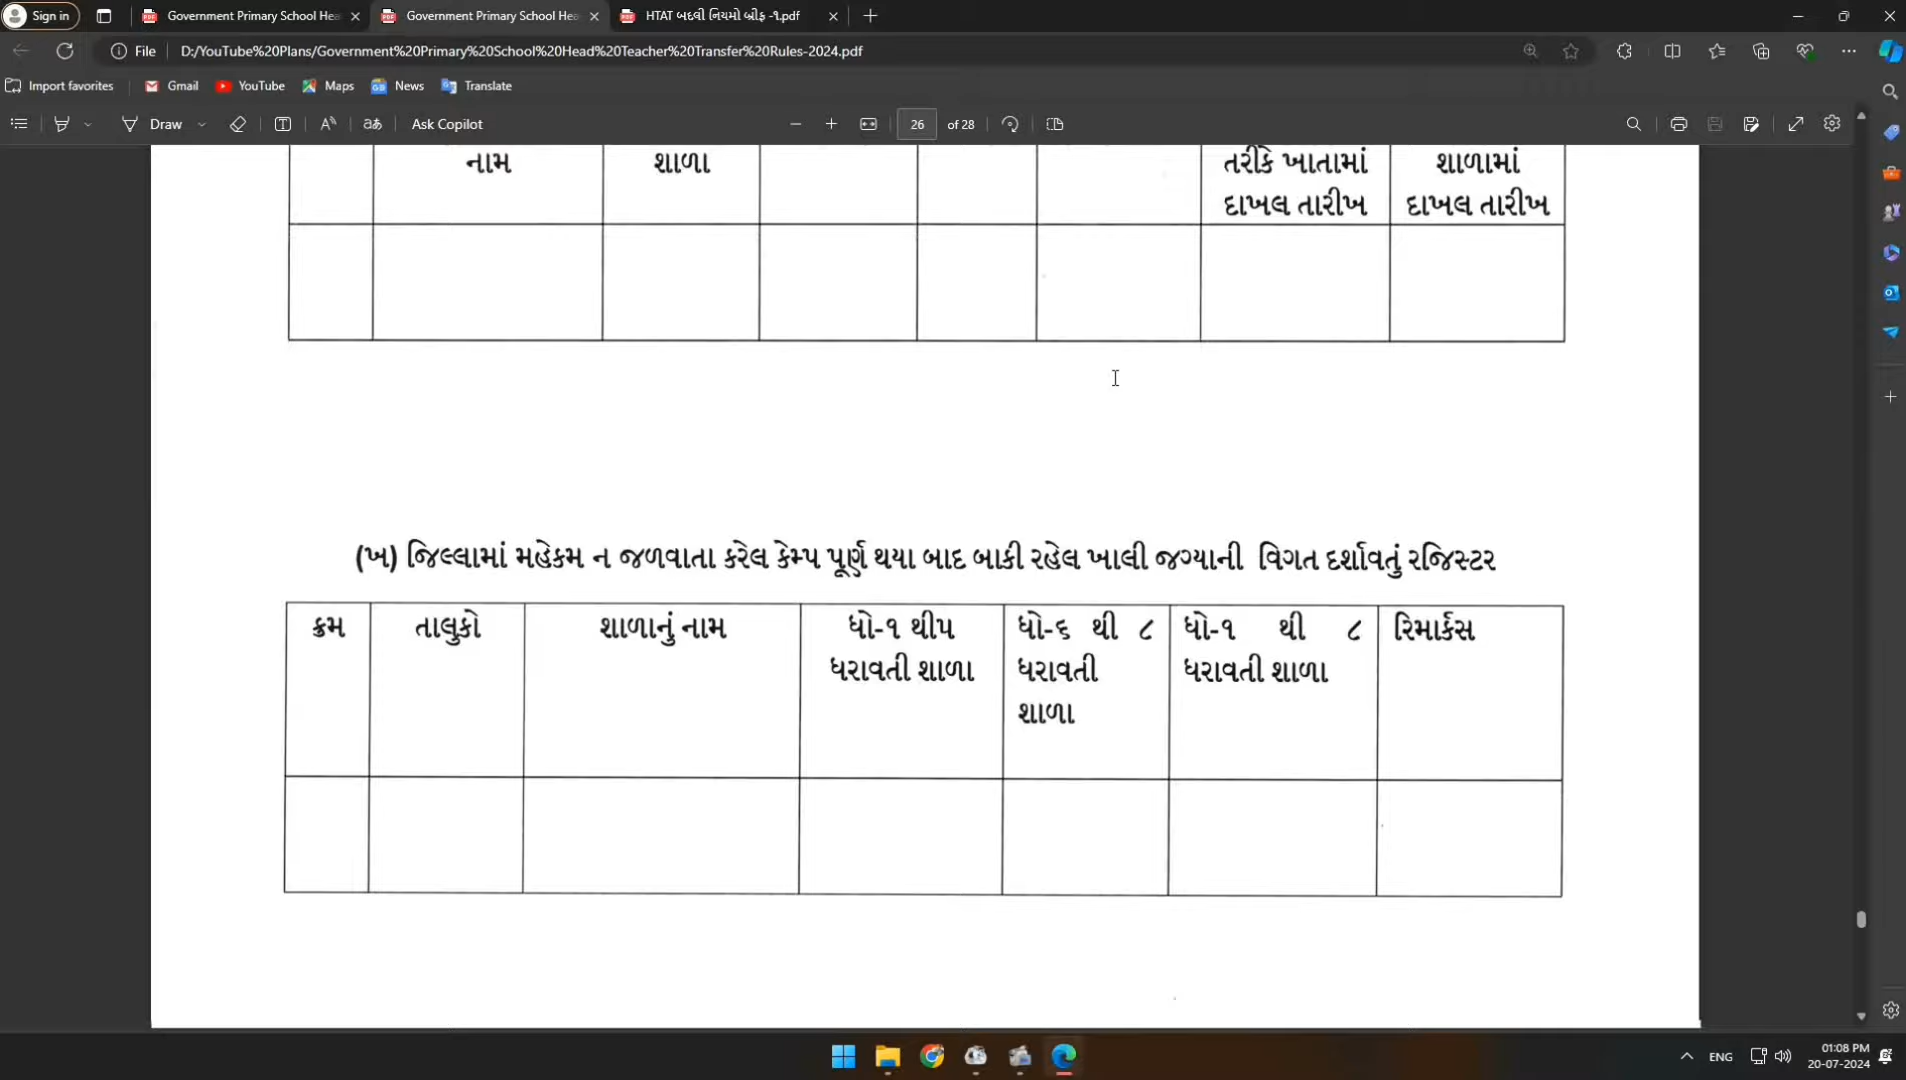 Sign in
Government Primary School Hea
Government Primary School Hea
HTAT બદલી નિયમો બ્રીફ -૧.pdf
File
D:/YouTube%20Plans/Government%20Primary%20School%20Head%20Teacher%20Transfer%20Rules-2024.pdf
Import favorites
Gmail
YouTube
Maps
News
Translate
Draw
Ask Copilot
26
of 28
નામ
શાળા
તરીકે ખાતામાં
દાખલ તારીખ
શાળામાં
દાખલ તારીખ
(ખ) જિલ્લામાં મહેકમ ન જળવાતા કરેલ કેમ્પ પૂર્ણ થયા બાદ બાકી રહેલ ખાલી જગ્યાની વિગત દર્શાવતું રજિસ્ટર
ક્રમ
તાલુકો
શાળાનું નામ
ધો-૧ થી૫
ધરાવતી શાળા
ધો-૬ થી ૮
ધરાવતી
શાળા
ધો-૧ થી ૮
ધરાવતી શાળા
રિમાર્કસ
ENG
01:08 PM
20-07-2024